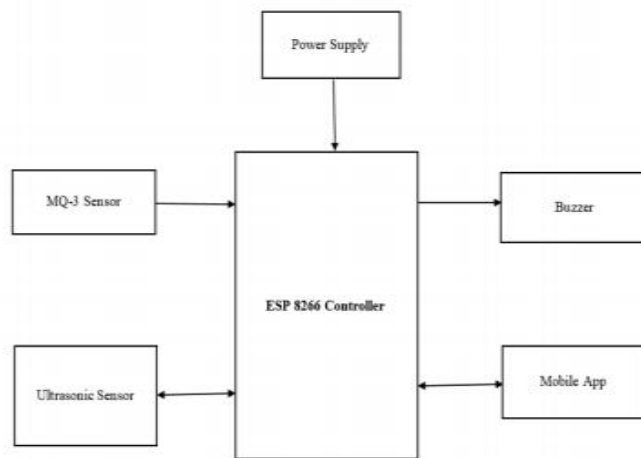 Power Supply
MQ-3 Sensor
Buzzer
ESP 8266 Controller
Ultrasonic Sensor
Mobile App